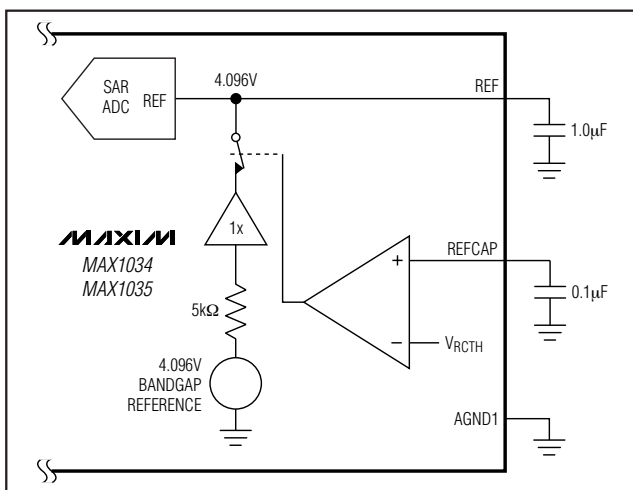 SAR
ADC
REF
4.096V
REF
1.0µF
1x
MAXIM
MAX1034
MAX1035
REFCAP
0.1µF
5kΩ
VRCTH
4.096V
BANDGAP
REFERENCE
AGND1
+
−